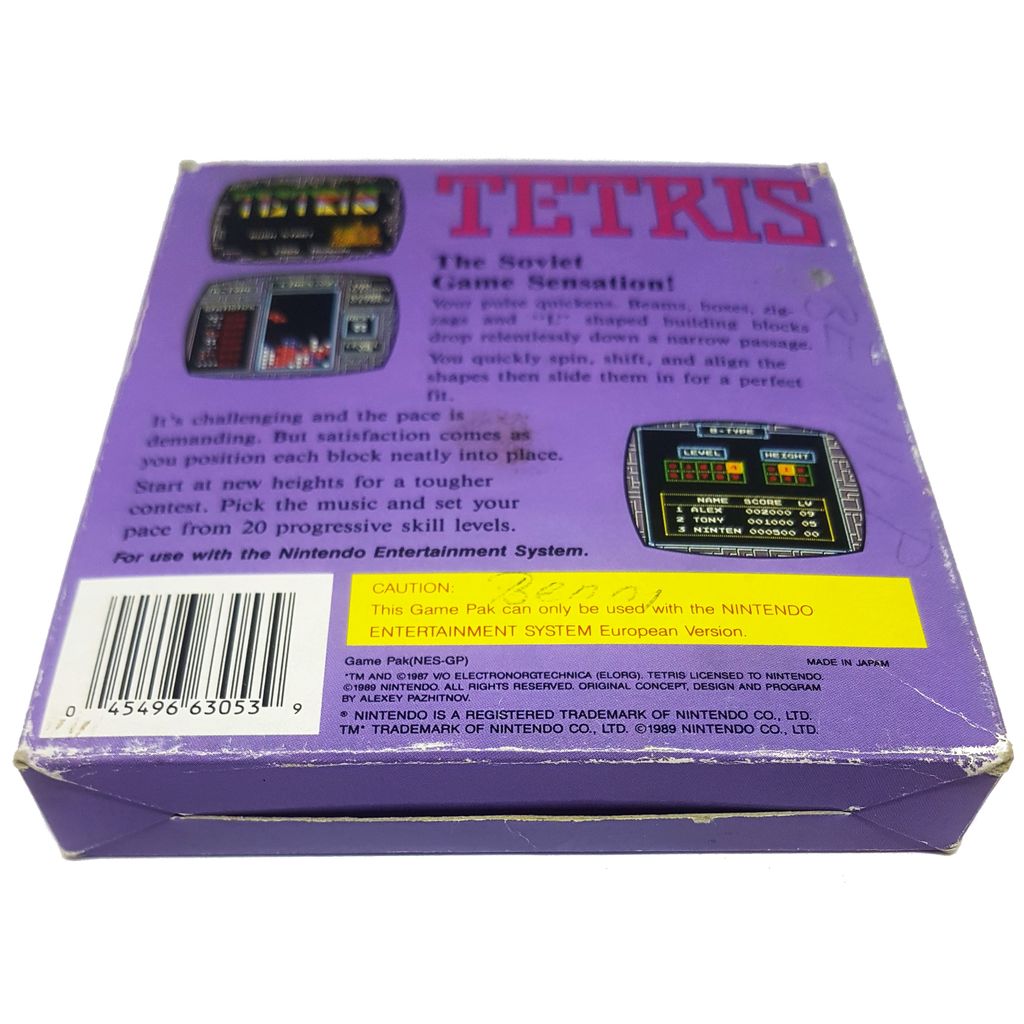 TETRIS
TETRIS
The Soviet
Game Sensation!
Your pulse quickens. Beams, boxes, zig-
zags and "L" shaped building blocks
drop relentlessly down a narrow passage.
You quickly spin, shift, and align the
shapes then slide them in for a perfect
fit.
It's challenging and the pace is
demanding. But satisfaction comes as
you position each block neatly into place.
Start at new heights for a tougher
contest. Pick the music and set your
pace from 20 progressive skill levels.
For use with the Nintendo Entertainment System.
B-TYPE
LEVEL HEIGHT
NAME SCORE LV
1 ALEX 002000 09
2 TONY 001000 05
3 NINTEN 000500 00
CAUTION: Benny
This Game Pak can only be used with the NINTENDO
ENTERTAINMENT SYSTEM European Version.
0 45496 63053 9
Game Pak(NES-GP) MADE IN JAPAM
"TM AND ©1987 V/O ELECTRONORGTECHNICA (ELORG). TETRIS LICENSED TO NINTENDO.
©1989 NINTENDO. ALL RIGHTS RESERVED. ORIGINAL CONCEPT, DESIGN AND PROGRAM
BY ALEXEY PAZHITNOV.
® NINTENDO IS A REGISTERED TRADEMARK OF NINTENDO CO., LTD.
TM* TRADEMARK OF NINTENDO CO., LTD. ©1989 NINTENDO CO., LTD.